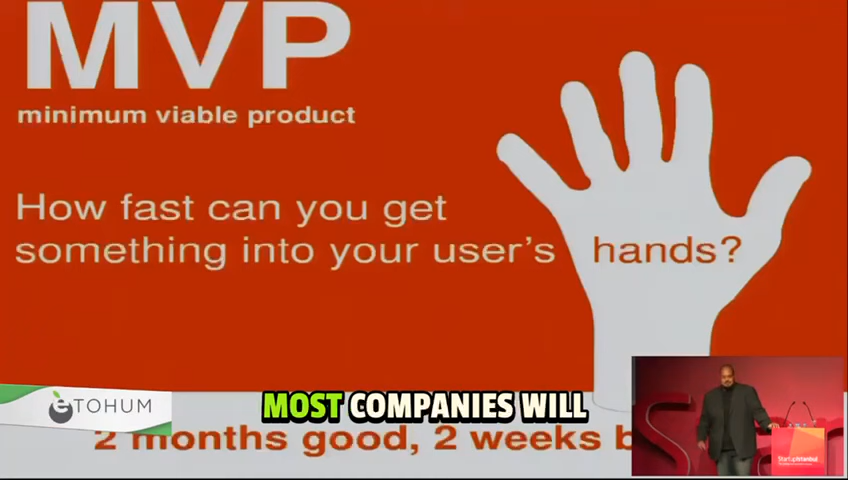 MVP
minimum viable product
How fast can you get
something into your user's hands?
eTOHUM
MOST COMPANIES WILL
2 months good, 2 weeks b
StartupIstanbul